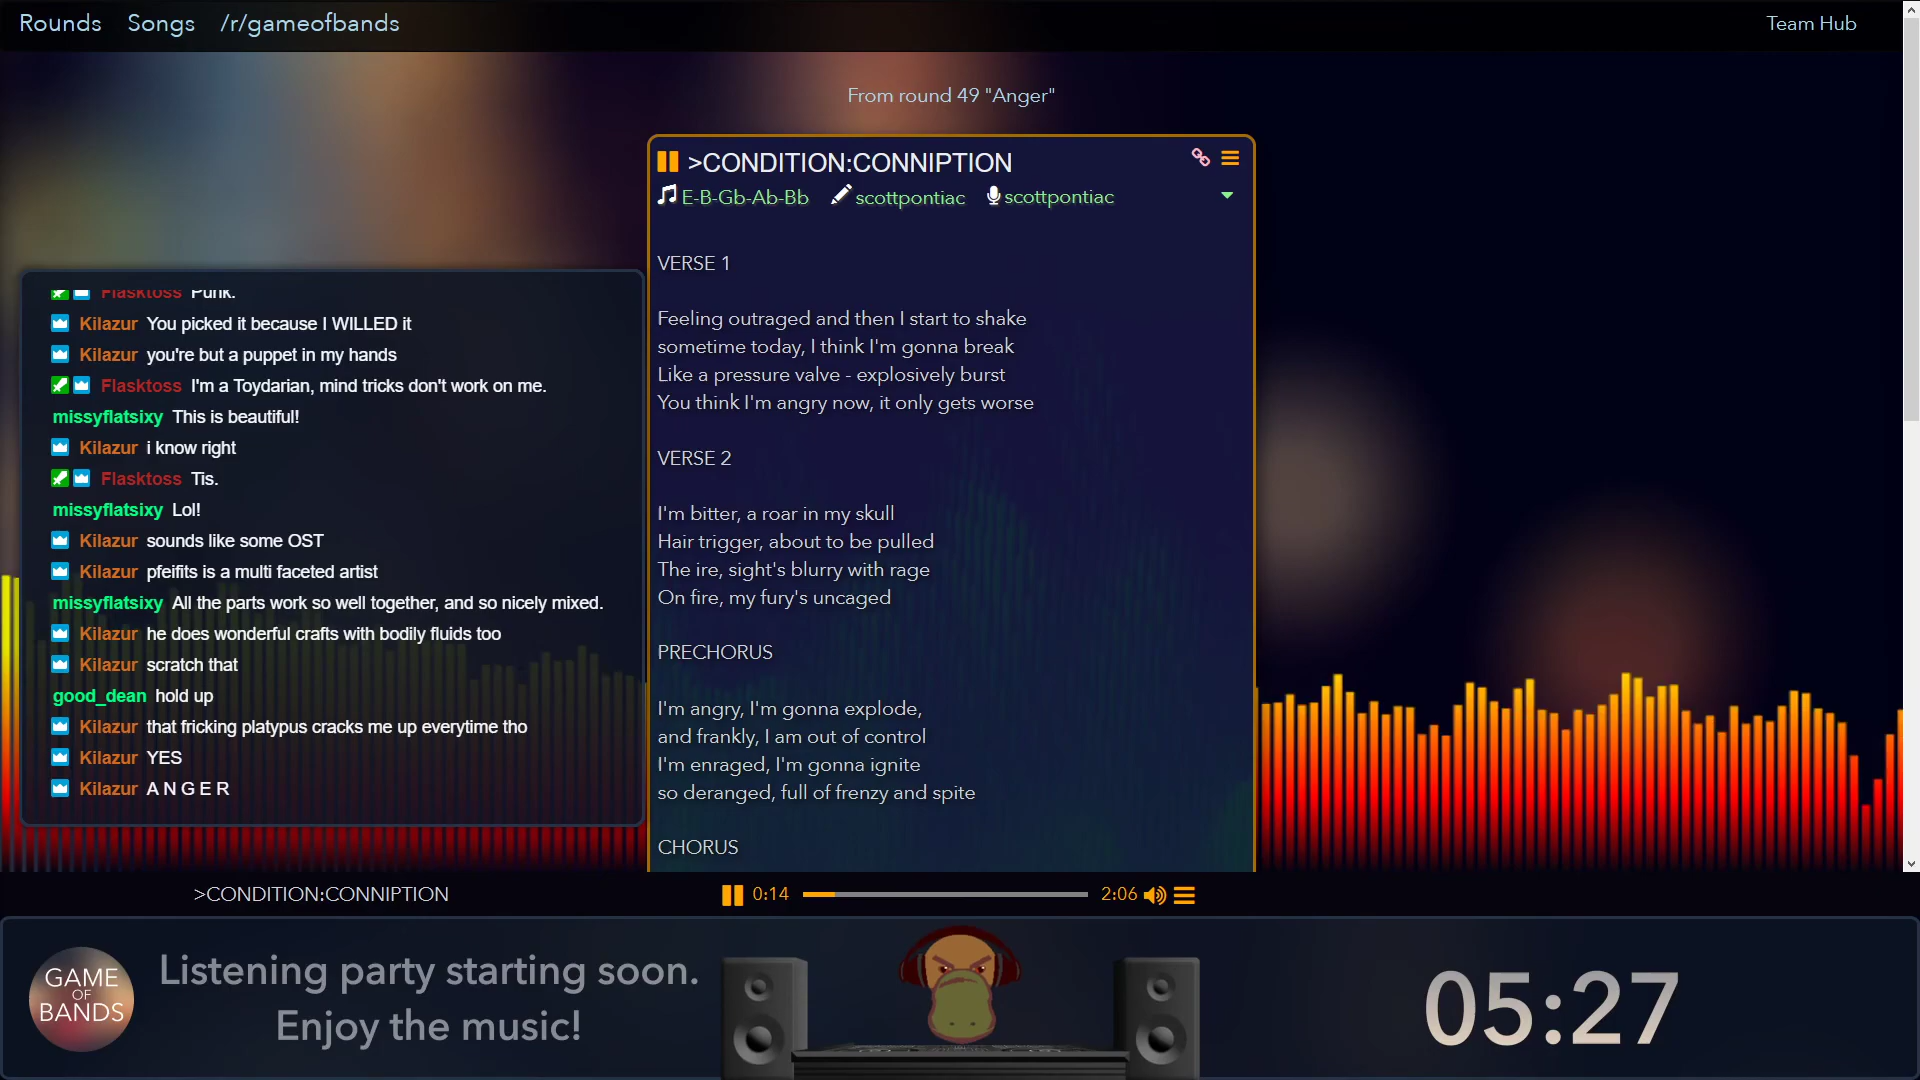 Rounds Songs /r/gameofbands Team Hub
From round 49 "Anger"
>CONDITION:CONNIPTION
E-B-Gb-Ab-Bb scottpontiac scottpontiac
VERSE 1
Feeling outraged and then I start to shake
sometime today, I think I'm gonna break
Like a pressure valve - explosively burst
You think I'm angry now, it only gets worse
VERSE 2
I'm bitter, a roar in my skull
Hair trigger, about to be pulled
The ire, sight's blurry with rage
On fire, my fury's uncaged
PRECHORUS
I'm angry, I'm gonna explode,
and frankly, I am out of control
I'm enraged, I'm gonna ignite
so deranged, full of frenzy and spite
CHORUS
Flasktoss Punk.
Kilazur You picked it because I WILLED it
Kilazur you're but a puppet in my hands
Flasktoss I'm a Toydarian, mind tricks don't work on me.
missyflatsixy This is beautiful!
Kilazur i know right
Flasktoss Tis.
missyflatsixy Lol!
Kilazur sounds like some OST
Kilazur pfeifits is a multi faceted artist
missyflatsixy All the parts work so well together, and so nicely mixed.
Kilazur he does wonderful crafts with bodily fluids too
Kilazur scratch that
good_dean hold up
Kilazur that fricking platypus cracks me up everytime tho
Kilazur YES
Kilazur A N G E R
>CONDITION:CONNIPTION 0:14 2:06
GAME
OF
BANDS
Listening party starting soon.
Enjoy the music!
05:27